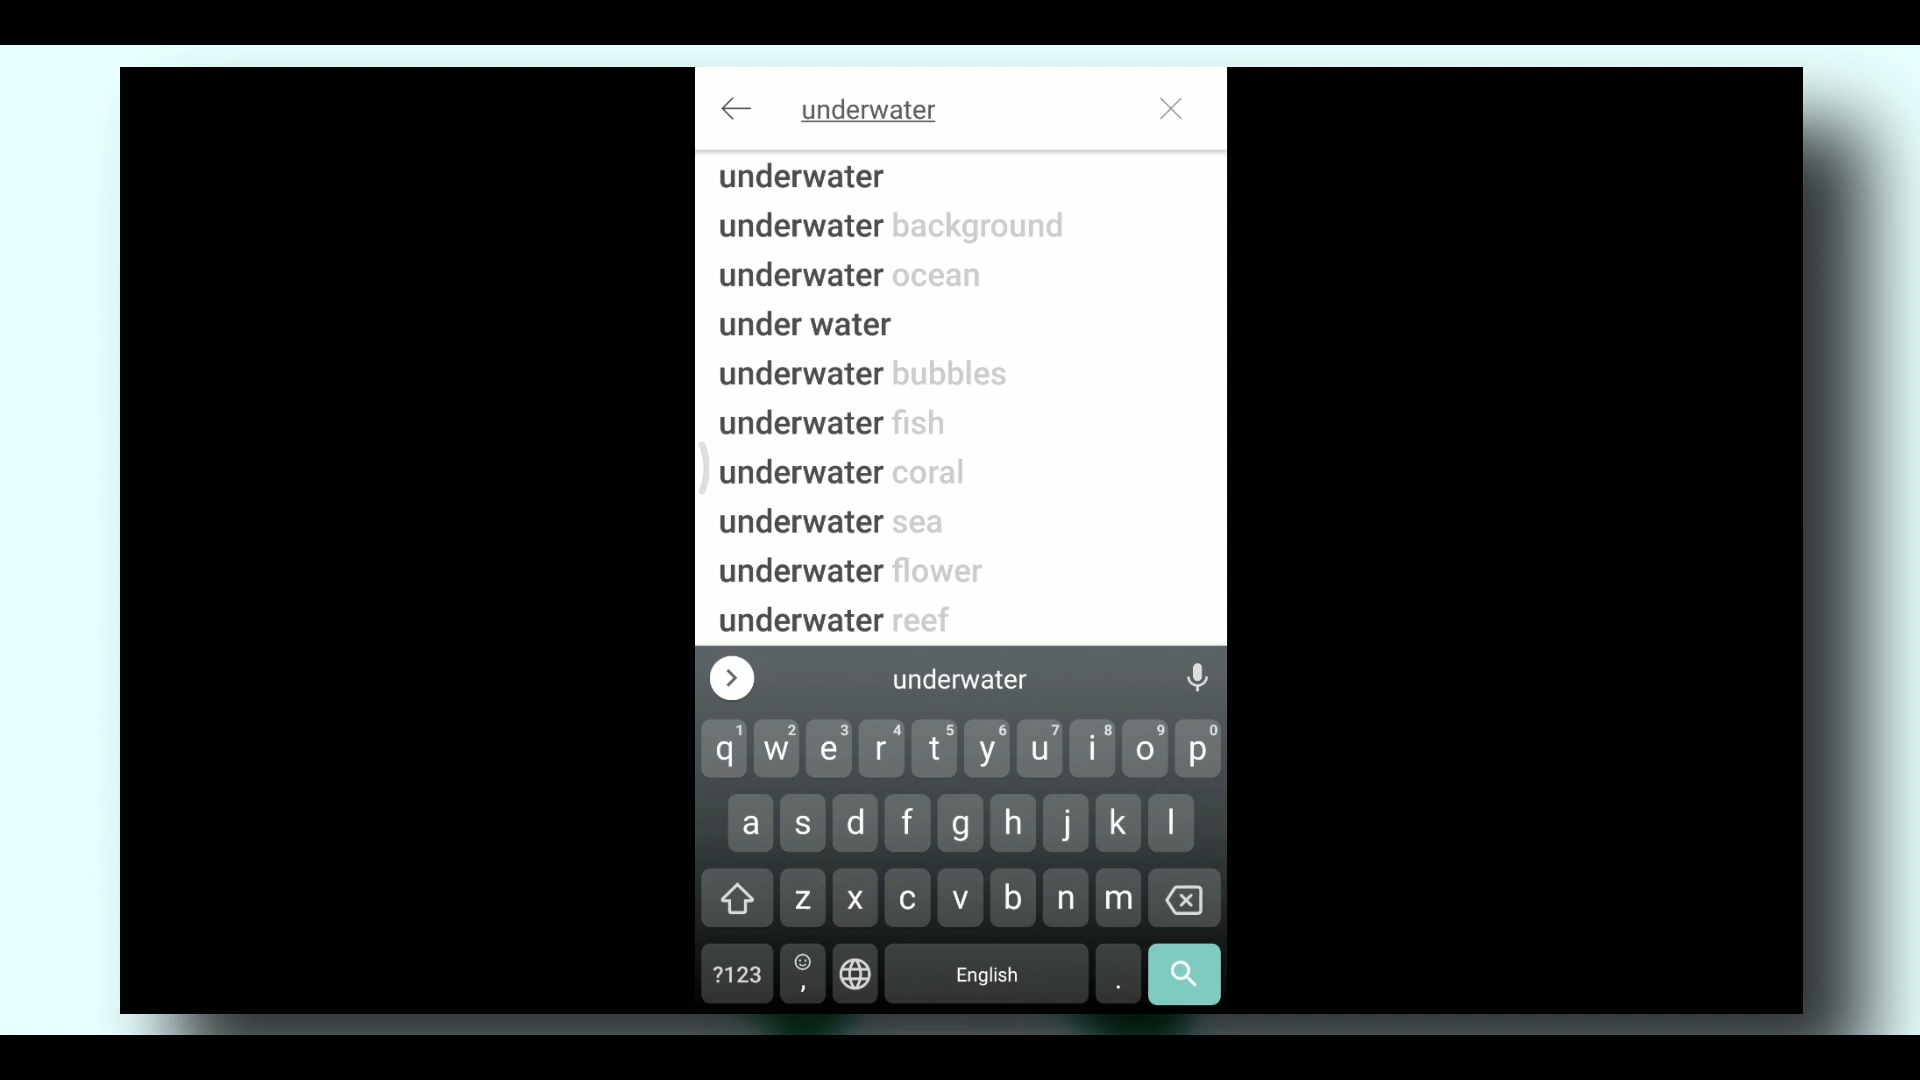 underwater
underwater
underwater background
underwater ocean
under water
underwater bubbles
underwater fish
underwater coral
underwater sea
underwater flower
underwater reef
underwater
1 2 3 4 5 6 7 8 9 0
q w e r t y u i o p
a s d f g h j k l
z x c v b n m
?123 , English .